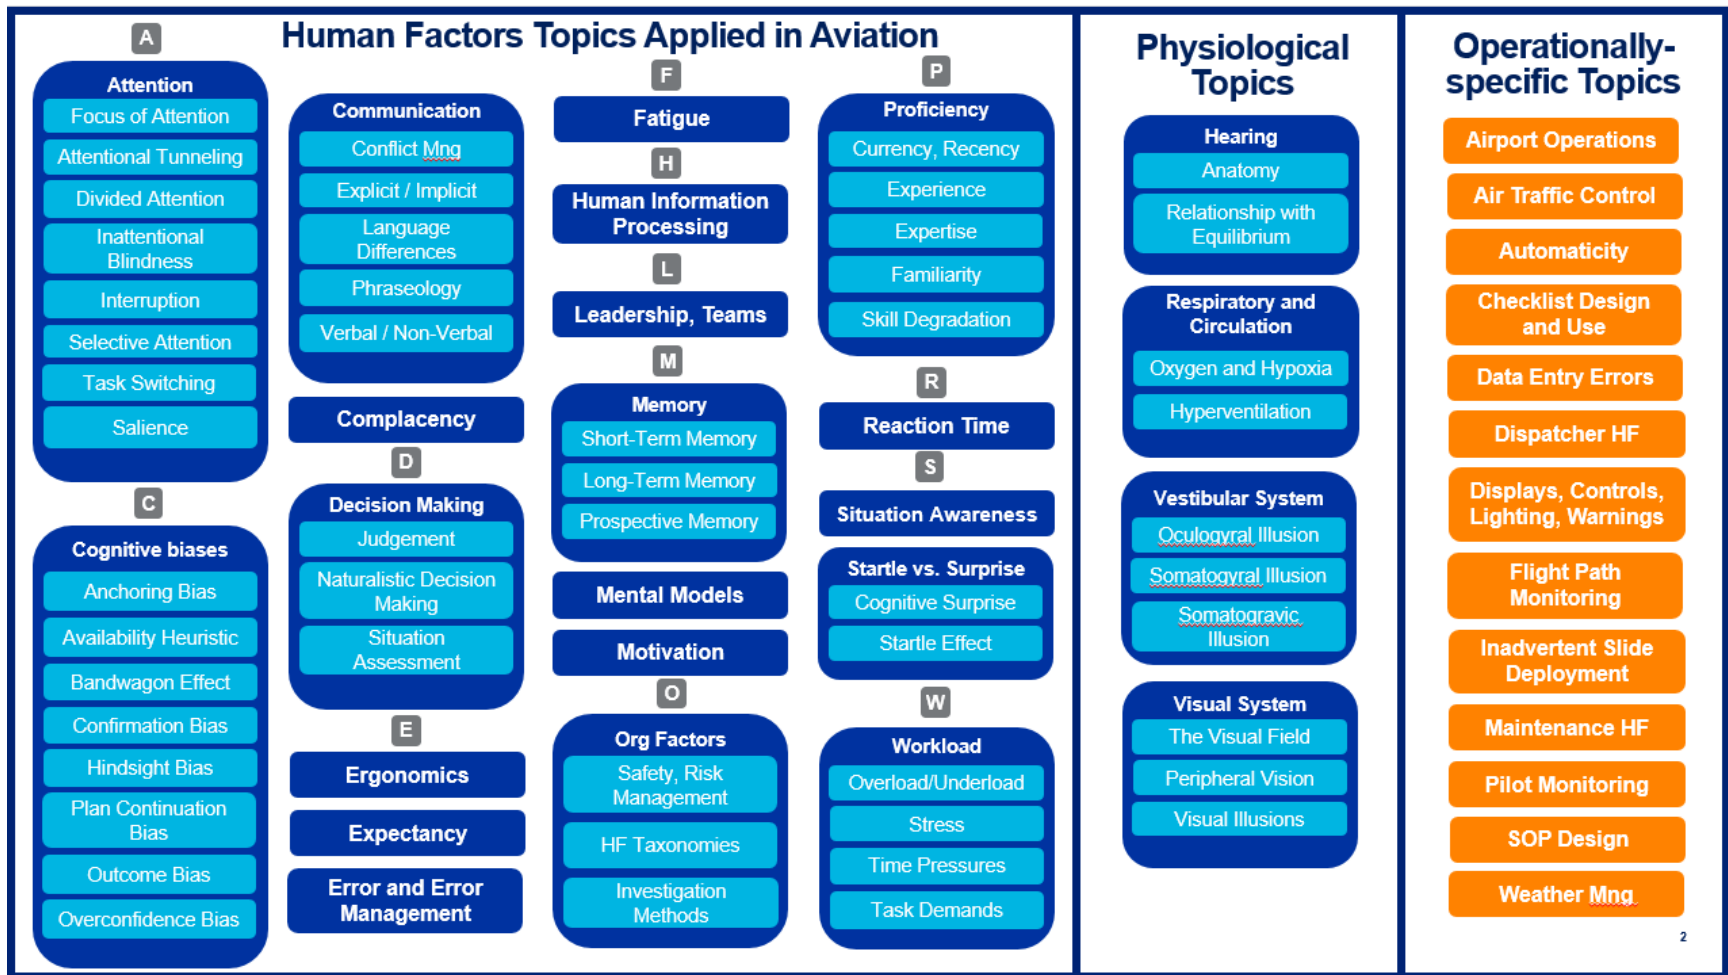 Human Factors Topics Applied in Aviation
A
Attention
Focus of Attention
Attentional Tunneling
Divided Attention
Inattentional
Blindness
Interruption
Selective Attention
Task Switching
Salience
C
Cognitive biases
Anchoring Bias
Availability Heuristic
Bandwagon Effect
Confirmation Bias
Hindsight Bias
Plan Continuation
Bias
Outcome Bias
Overconfidence Bias
Communication
Conflict Mng
Explicit / Implicit
Language
Differences
Phraseology
Verbal / Non-Verbal
Complacency
D
Decision Making
Judgement
Naturalistic Decision
Making
Situation
Assessment
E
Ergonomics
Expectancy
Error and Error
Management
F
Fatigue
H
Human Information
Processing
L
Leadership, Teams
M
Memory
Short-Term Memory
Long-Term Memory
Prospective Memory
Mental Models
Motivation
O
Org Factors
Safety, Risk
Management
HF Taxonomies
Investigation
Methods
P
Proficiency
Currency, Recency
Experience
Expertise
Familiarity
Skill Degradation
R
Reaction Time
S
Situation Awareness
Startle vs. Surprise
Cognitive Surprise
Startle Effect
W
Workload
Overload/Underload
Stress
Time Pressures
Task Demands
Physiological
Topics
Hearing
Anatomy
Relationship with
Equilibrium
Respiratory and
Circulation
Oxygen and Hypoxia
Hyperventilation
Vestibular System
Oculogyral Illusion
Somatogyral Illusion
Somatogravic
Illusion
Visual System
The Visual Field
Peripheral Vision
Visual Illusions
Operationally-
specific Topics
Airport Operations
Air Traffic Control
Automaticity
Checklist Design
and Use
Data Entry Errors
Dispatcher HF
Displays, Controls,
Lighting, Warnings
Flight Path
Monitoring
Inadvertent Slide
Deployment
Maintenance HF
Pilot Monitoring
SOP Design
Weather Mng
2